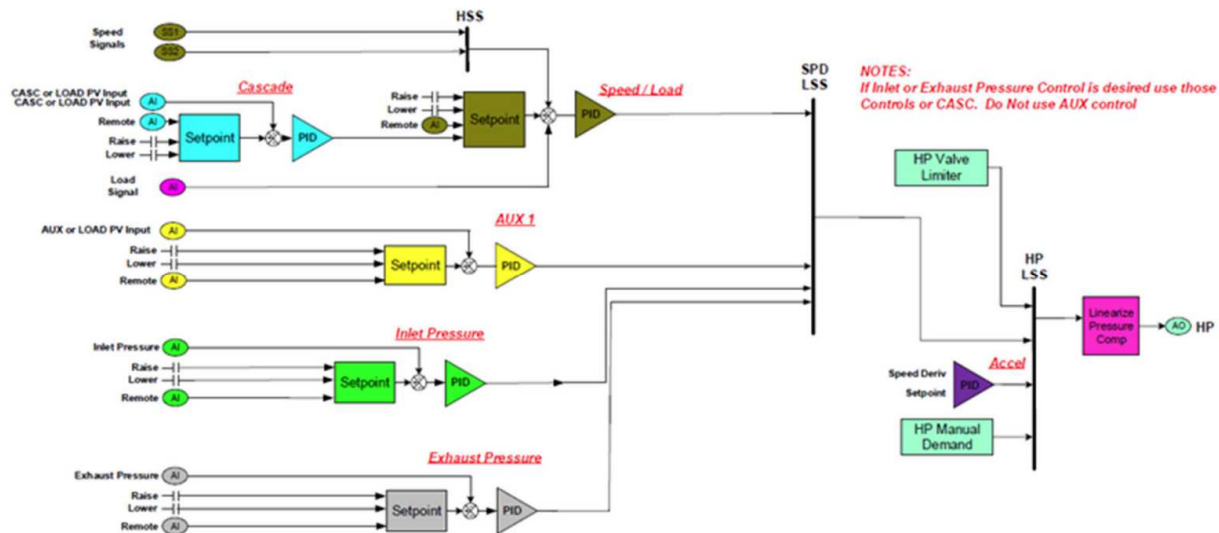 HSS
Speed
Signals
SS1
SS2
SPD
LSS
NOTES:
If Inlet or Exhaust Pressure Control is desired use those
Controls or CASC. Do Not use AUX control
Cascade
Speed / Load
CASC or LOAD PV Input
CASC or LOAD PV Input
AI
Remote
AI
Raise
Lower
Setpoint
PID
Raise
Lower
Remote
AI
Setpoint
PID
Load
Signal
AI
HP Valve
Limiter
AUX 1
AUX or LOAD PV Input
AI
Raise
Lower
Remote
AI
Setpoint
PID
HP
LSS
Linearize
Pressure
Comp
AO
HP
Inlet Pressure
Inlet Pressure
AI
Raise
Lower
Remote
AI
Setpoint
PID
Accel
Speed Deriv
Setpoint
PID
HP Manual
Demand
Exhaust Pressure
Exhaust Pressure
AI
Raise
Lower
Remote
AI
Setpoint
PID